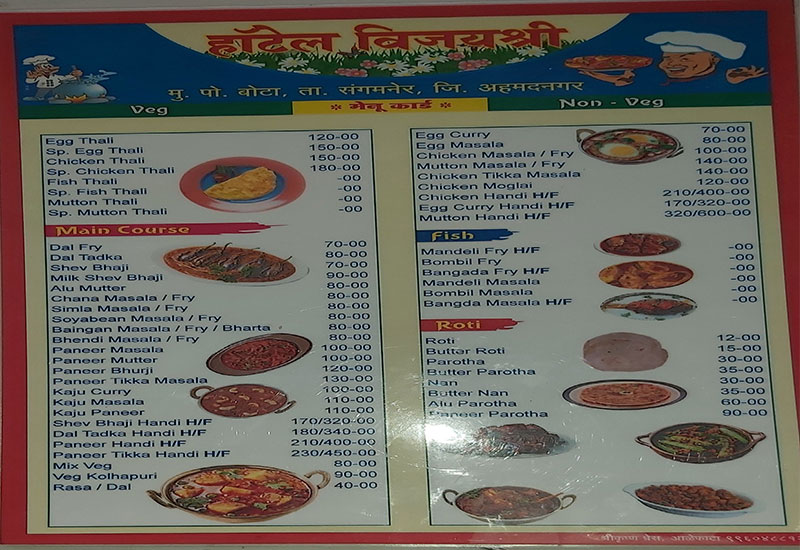 हॉटेल बिजयश्री
मु. पो. बोटा, ता. संगमनेर, जि. अहमदनगर
Veg
* मेनू कार्ड *
Non - Veg
Egg Thali 120-00
Sp. Egg Thali 150-00
Chicken Thali 150-00
Sp. Chicken Thali 180-00
Fish Thali -00
Sp. Fish Thali -00
Mutton Thali -00
Sp. Mutton Thali -00
Main Course
Dal Fry 70-00
Dal Tadka 80-00
Shev Bhaji 70-00
Milk Shev Bhaji 90-00
Alu Mutter 80-00
Chana Masala / Fry 80-00
Simla Masala / Fry 80-00
Soyabean Masala / Fry 80-00
Baingan Masala / Fry / Bharta 80-00
Bhendi Masala / Fry 80-00
Paneer Masala 100-00
Paneer Mutter 100-00
Paneer Bhurji 120-00
Paneer Tikka Masala 130-00
Kaju Curry 100-00
Kaju Masala 110-00
Kaju Paneer 110-00
Shev Bhaji Handi H/F 170/320-00
Dal Tadka Handi H/F 180/340-00
Paneer Handi H/F 210/400-00
Paneer Tikka Handi H/F 230/450-00
Mix Veg 80-00
Veg Kolhapuri 90-00
Rasa / Dal 40-00
Egg Curry 70-00
Egg Masala 80-00
Chicken Masala / Fry 100-00
Mutton Masala / Fry 140-00
Chicken Tikka Masala 140-00
Chicken Moglai 120-00
Chicken Handi H/F 210/400-00
Egg Curry Handi H/F 170/320-00
Mutton Handi H/F 320/600-00
Fish
Mandeli Fry H/F -00
Bombil Fry -00
Bangada Fry H/F -00
Mandeli Masala -00
Bombil Masala -00
Bangda Masala H/F -00
Roti
Roti 12-00
Butter Roti 15-00
Parotha 30-00
Butter Parotha 35-00
Nan 30-00
Butter Nan 35-00
Alu Parotha 60-00
Paneer Parotha 90-00
श्रीकृष्ण प्रेस, आळेफाटा